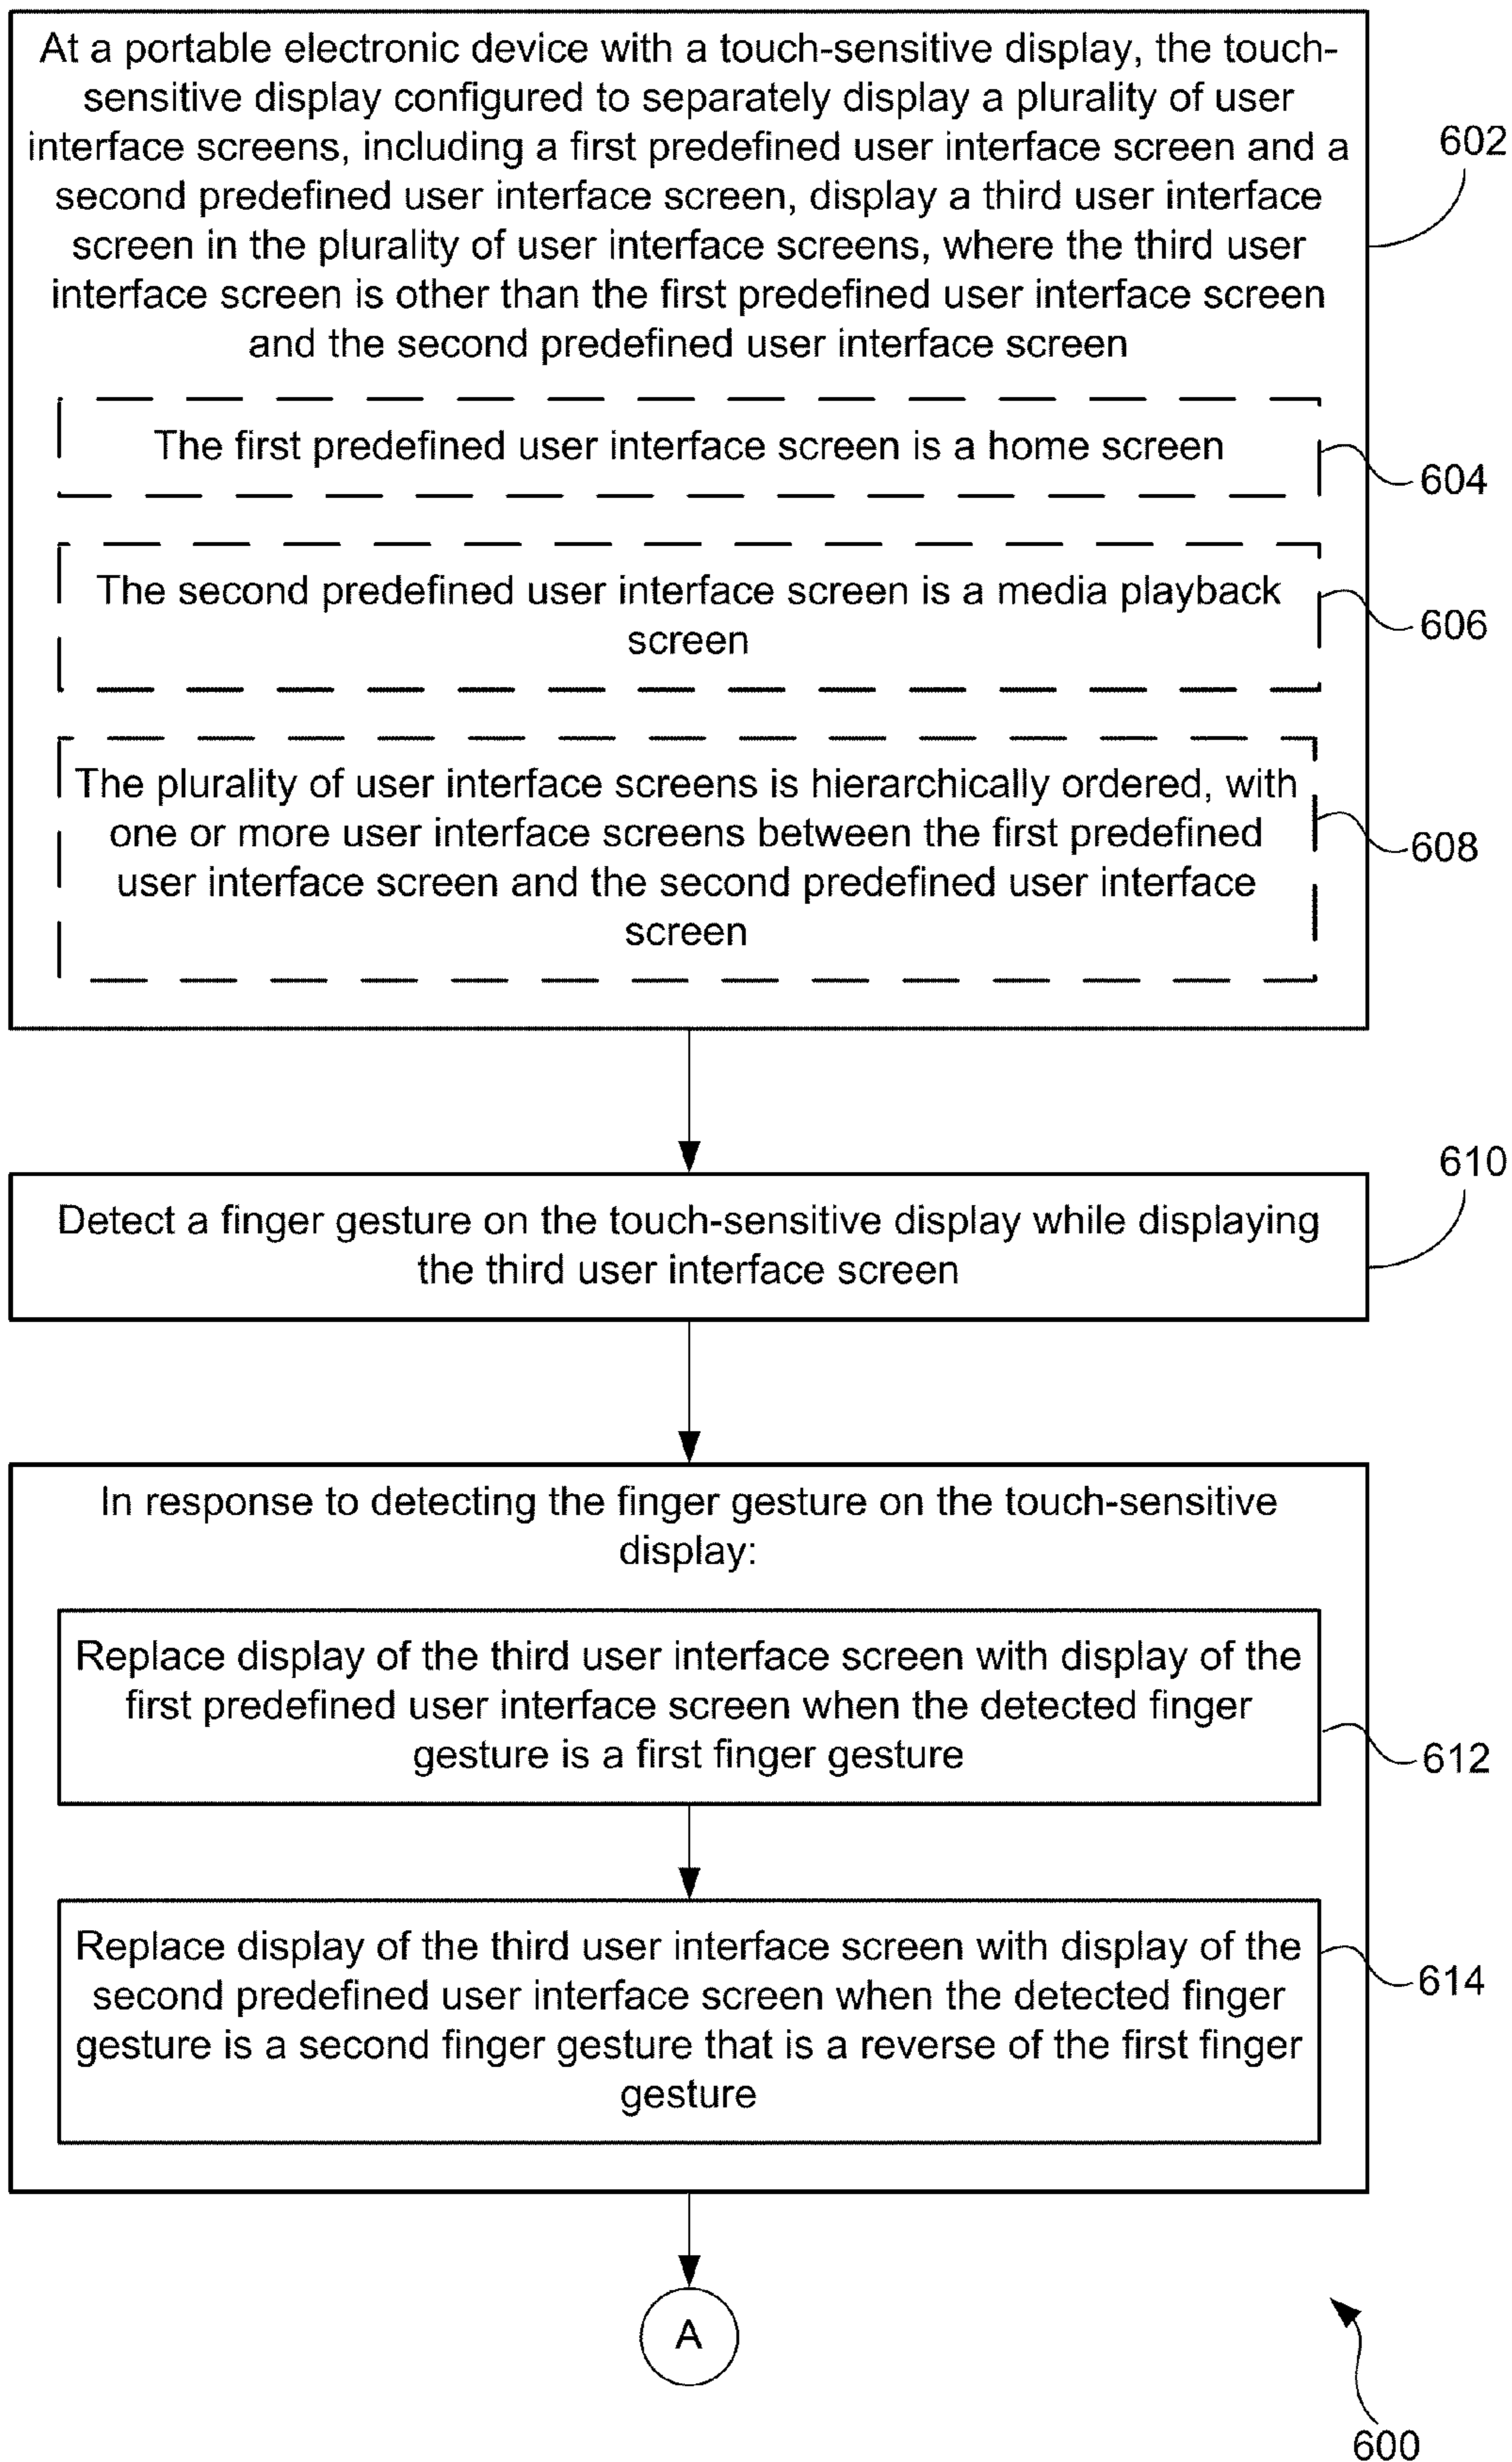 At a portable electronic device with a touch-sensitive display, the touch-
sensitive display configured to separately display a plurality of user
interface screens, including a first predefined user interface screen and a
second predefined user interface screen, display a third user interface
screen in the plurality of user interface screens, where the third user
interface screen is other than the first predefined user interface screen
and the second predefined user interface screen
602
The first predefined user interface screen is a home screen
604
The second predefined user interface screen is a media playback
screen
606
The plurality of user interface screens is hierarchically ordered, with
one or more user interface screens between the first predefined
user interface screen and the second predefined user interface
screen
608
610
Detect a finger gesture on the touch-sensitive display while displaying
the third user interface screen
In response to detecting the finger gesture on the touch-sensitive
display:
Replace display of the third user interface screen with display of the
first predefined user interface screen when the detected finger
gesture is a first finger gesture
612
Replace display of the third user interface screen with display of the
second predefined user interface screen when the detected finger
gesture is a second finger gesture that is a reverse of the first finger
gesture
614
A
600